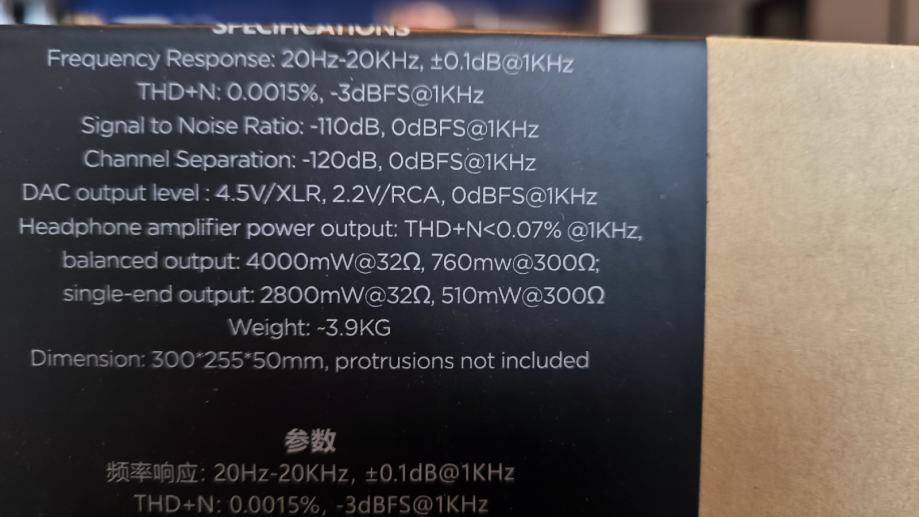 SPECIFICATIONS
Frequency Response: 20Hz-20KHz, ±0.1dB@1KHz
THD+N: 0.0015%, -3dBFS@1KHz
Signal to Noise Ratio: -110dB, 0dBFS@1KHz
Channel Separation: -120dB, 0dBFS@1KHz
DAC output level : 4.5V/XLR, 2.2V/RCA, 0dBFS@1KHz
Headphone amplifier power output: THD+N<0.07% @1KHz,
balanced output: 4000mW@32Ω, 760mw@300Ω;
single-end output: 2800mW@32Ω, 510mW@300Ω
Weight: ~3.9KG
Dimension: 300*255*50mm, protrusions not included
参数
频率响应: 20Hz-20KHz, ±0.1dB@1KHz
THD+N: 0.0015%, -3dBFS@1KHz